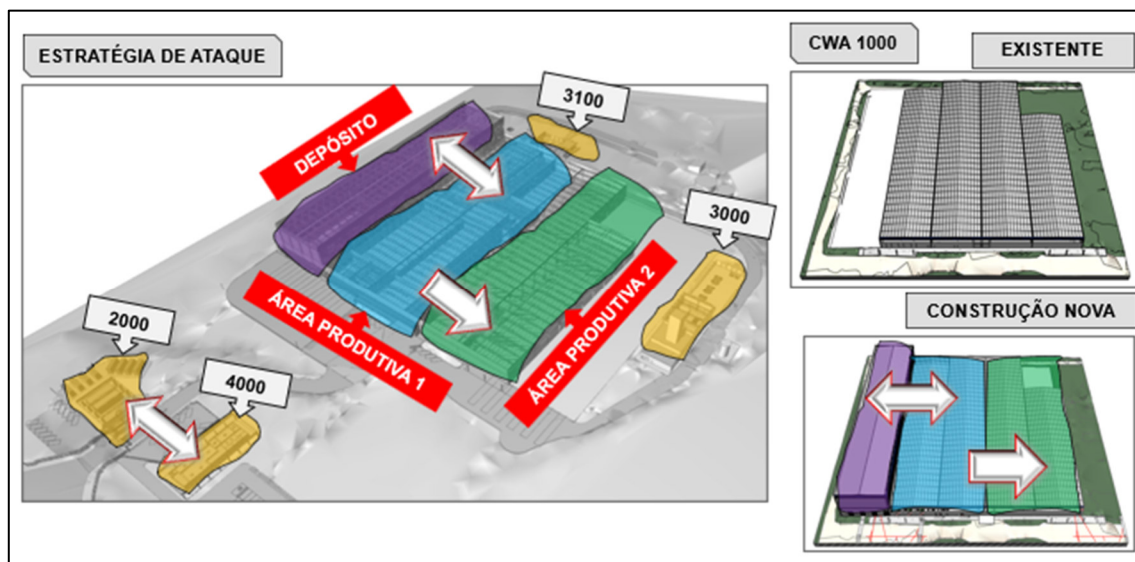 ESTRATÉGIA DE ATAQUE
CWA 1000
EXISTENTE
3100
DEPÓSITO
3000
ÁREA PRODUTIVA 1
ÁREA PRODUTIVA 2
2000
4000
CONSTRUÇÃO NOVA